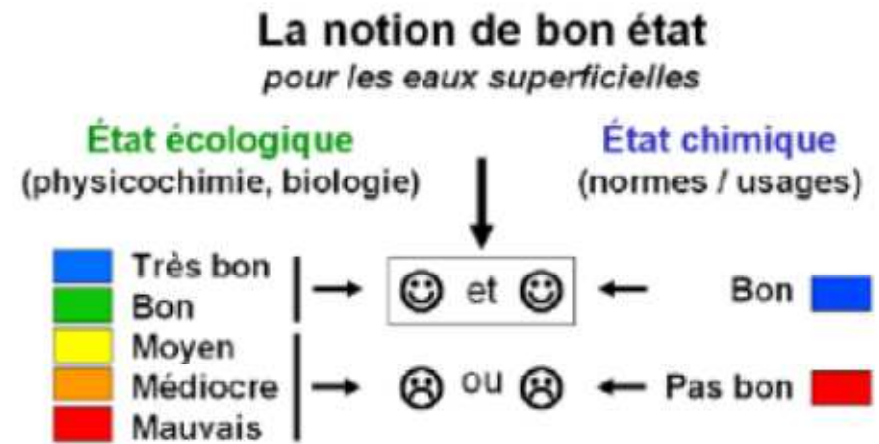 La notion de bon état
pour les eaux superficielles
État écologique
(physicochimie, biologie)
État chimique
(normes / usages)
Très bon
Bon
Moyen
Médiocre
Mauvais
et
ou
Bon
Pas bon